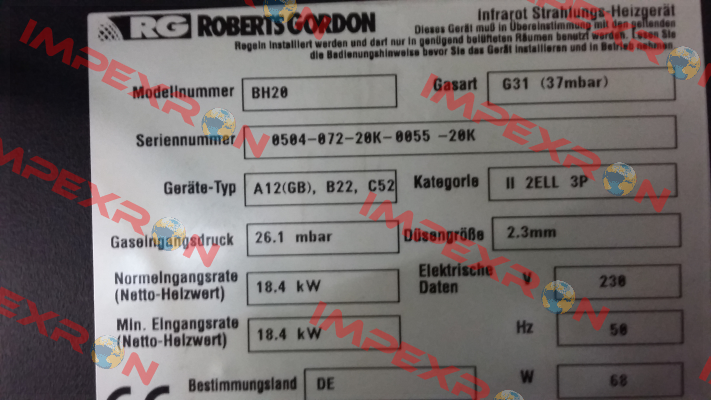 RG ROBERTS GORDON
Infrarot Strahlungs-Heizgerät
Dieses Gerät muß in Übereinstimmung mit den geltenden
Regeln installiert werden und darf nur in genügend belüfteten Räumen benutzt werden. Lesen Sie
die Bedienungshinweise bevor Sie das Gerät installieren und in Betrieb nehmen
Modellnummer BH20 Gasart G31 (37mbar)
Seriennummer 0504-072-20K-0055 -20K
Geräte-Typ A12(GB), B22, C52 Kategorie II 2ELL 3P
Gaseingangsdruck 26.1 mbar Düsengröße 2.3mm
Normeingangsrate (Netto-Heizwert) 18.4 kW Elektrische Daten V 230
Min. Eingangsrate (Netto-Heizwert) 18.4 kW Hz 50
Bestimmungsland DE W 68
CE
IMPEXRON
IMPEXRON
IMPEXRON
IMPEXRON
IMPEXRON
IMPEXRON